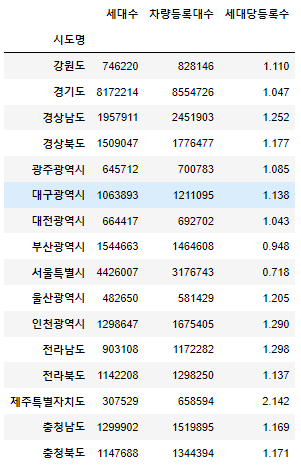 세대수 차량등록대수 세대당등록수
시도명
강원도 746220 828146 1.110
경기도 8172214 8554726 1.047
경상남도 1957911 2451903 1.252
경상북도 1509047 1776477 1.177
광주광역시 645712 700783 1.085
대구광역시 1063893 1211095 1.138
대전광역시 664417 692702 1.043
부산광역시 1544663 1464608 0.948
서울특별시 4426007 3176743 0.718
울산광역시 482650 581429 1.205
인천광역시 1298647 1675405 1.290
전라남도 903108 1172282 1.298
전라북도 1142208 1298250 1.137
제주특별자치도 307529 658594 2.142
충청남도 1299902 1519895 1.169
충청북도 1147688 1344394 1.171